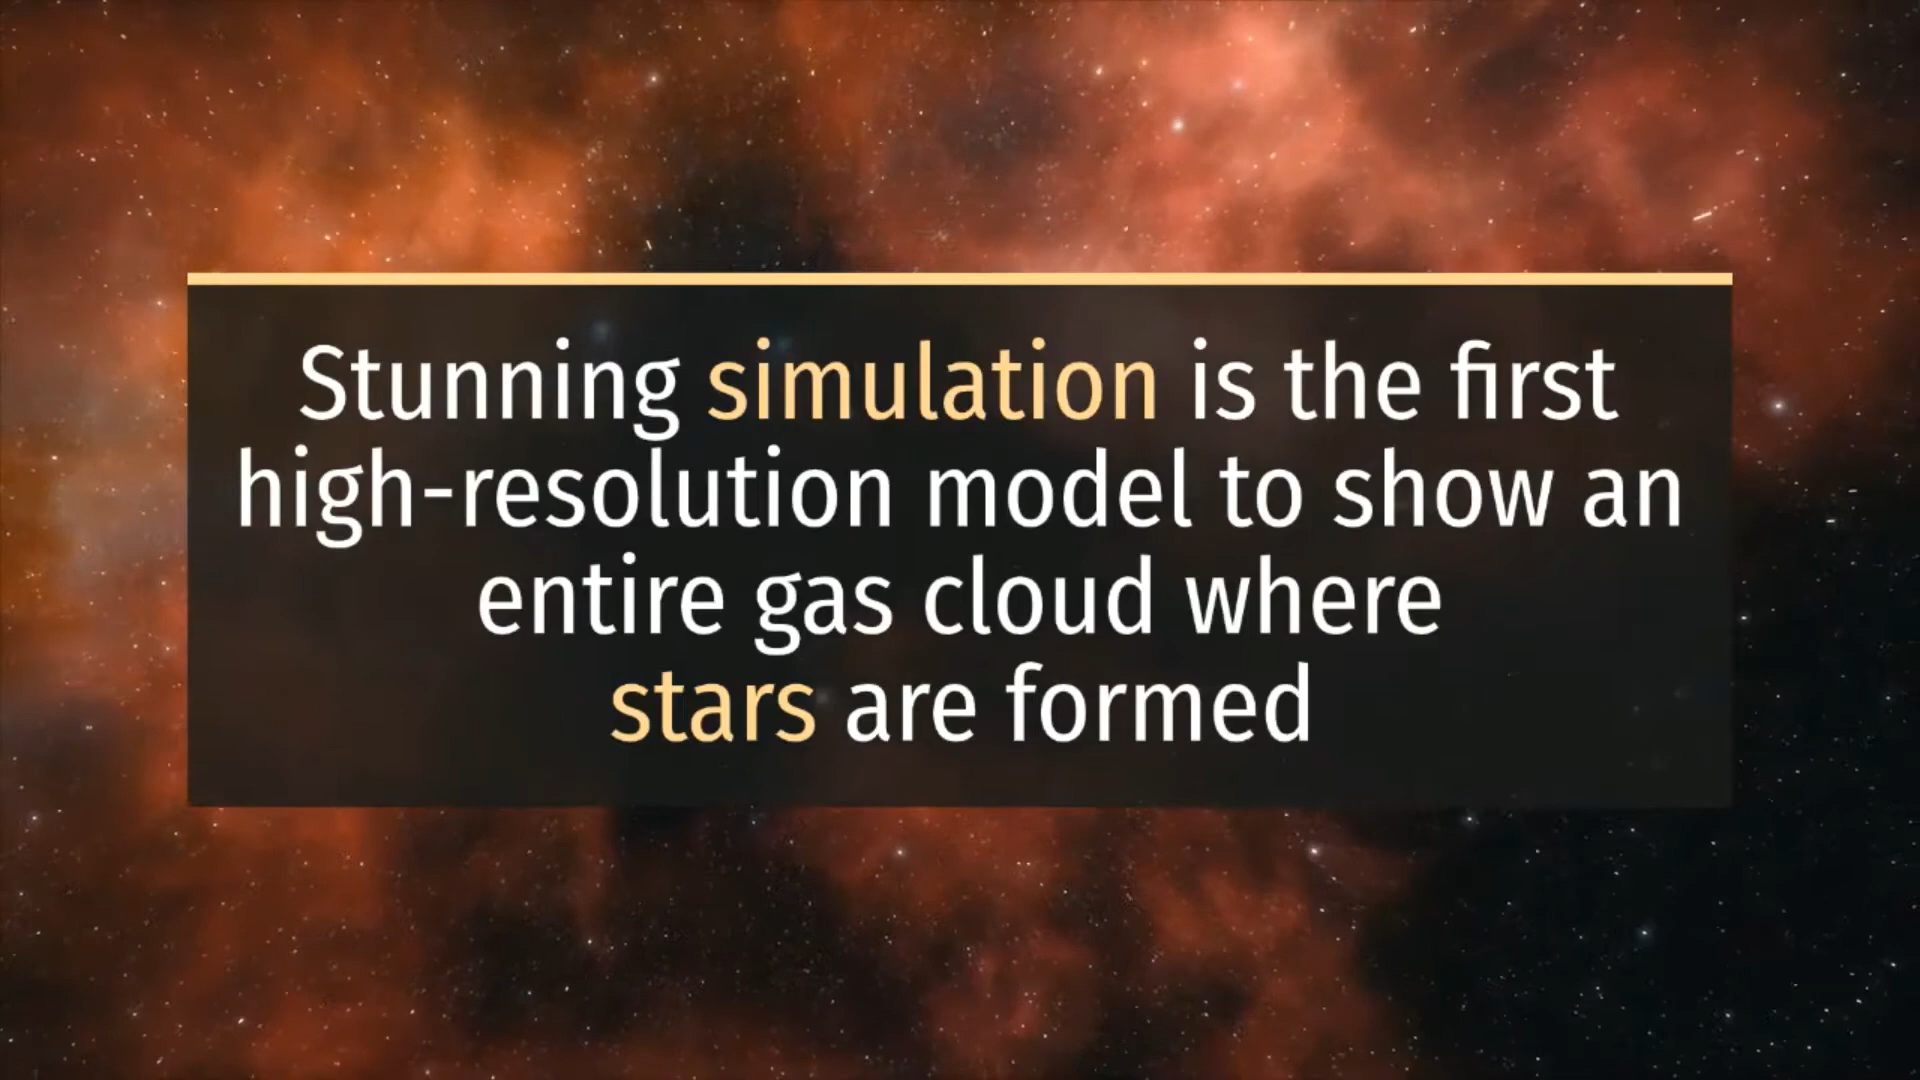 Stunning simulation is the first
high-resolution model to show an
entire gas cloud where
stars are formed